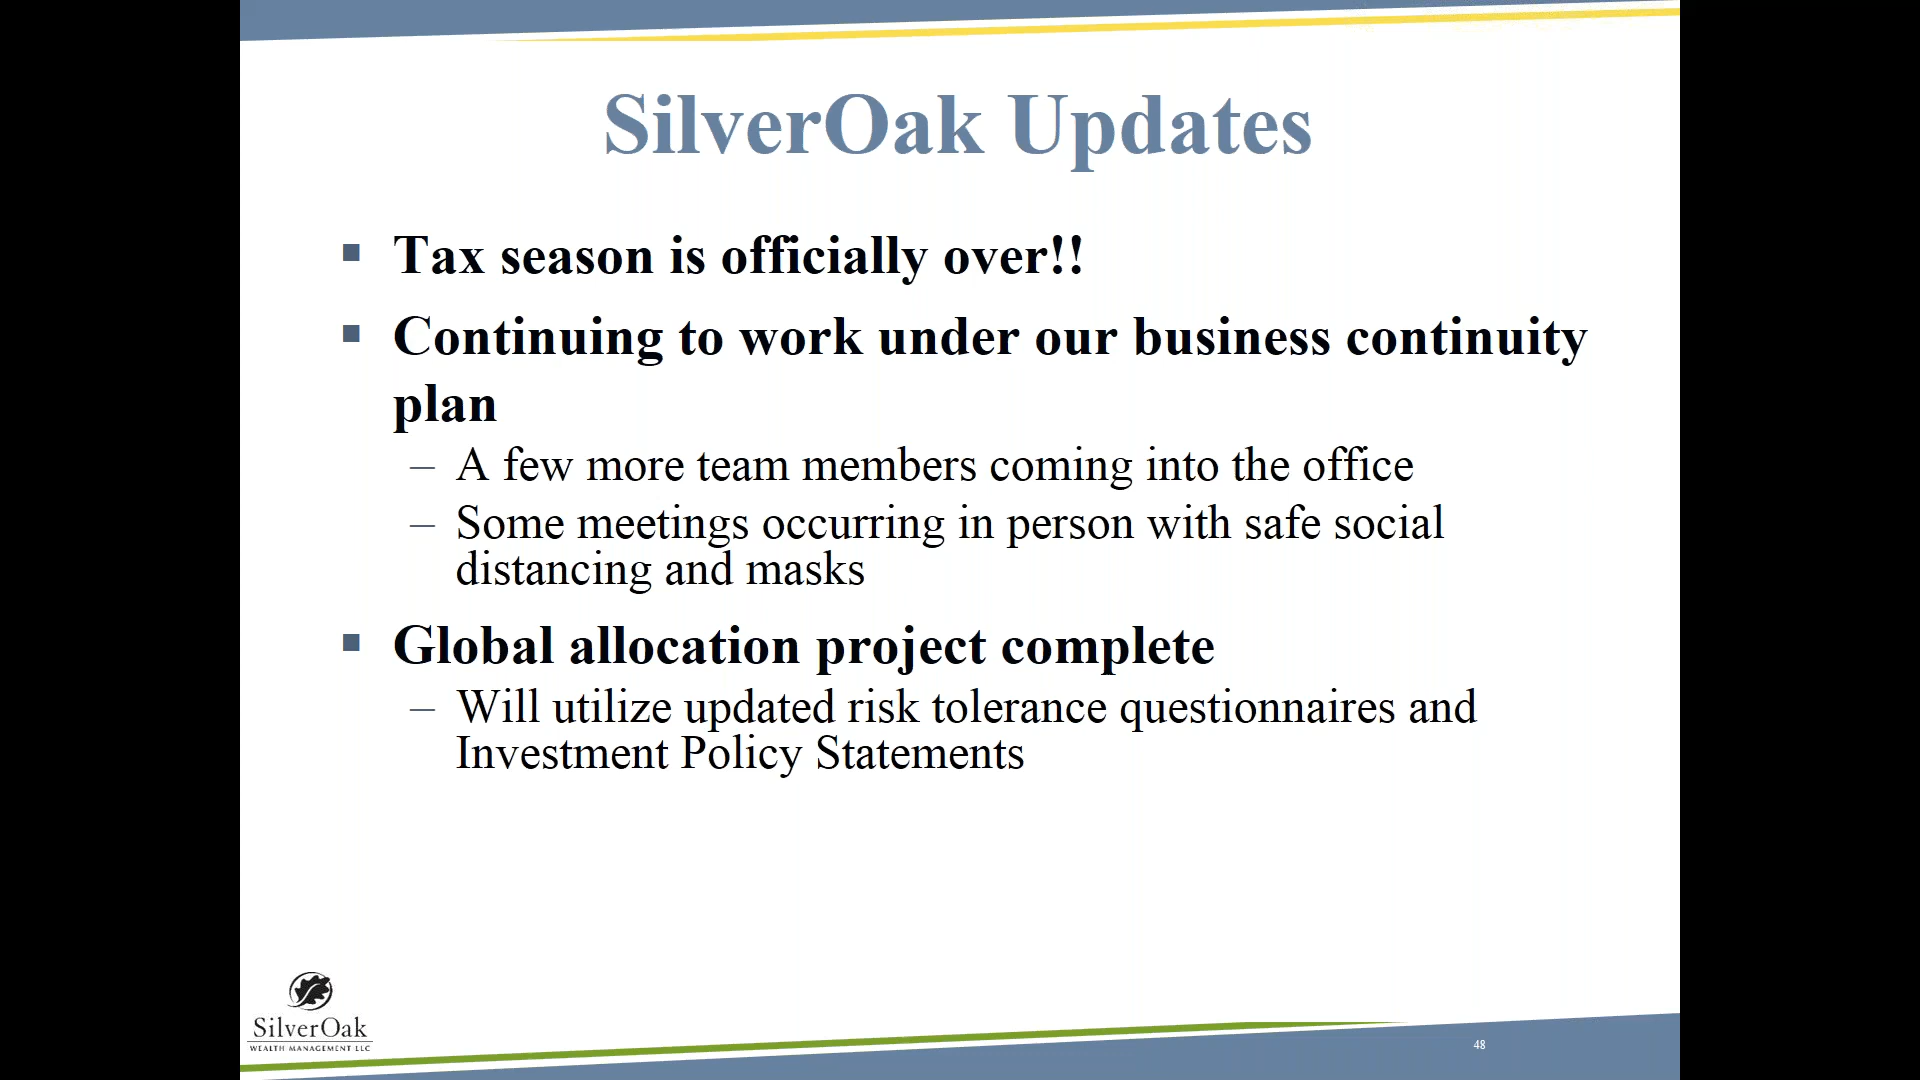 SilverOak Updates
▪ Tax season is officially over!!
▪ Continuing to work under our business continuity
plan
– A few more team members coming into the office
– Some meetings occurring in person with safe social
distancing and masks
▪ Global allocation project complete
– Will utilize updated risk tolerance questionnaires and
Investment Policy Statements
SilverOak
WEALTH MANAGEMENT LLC
48